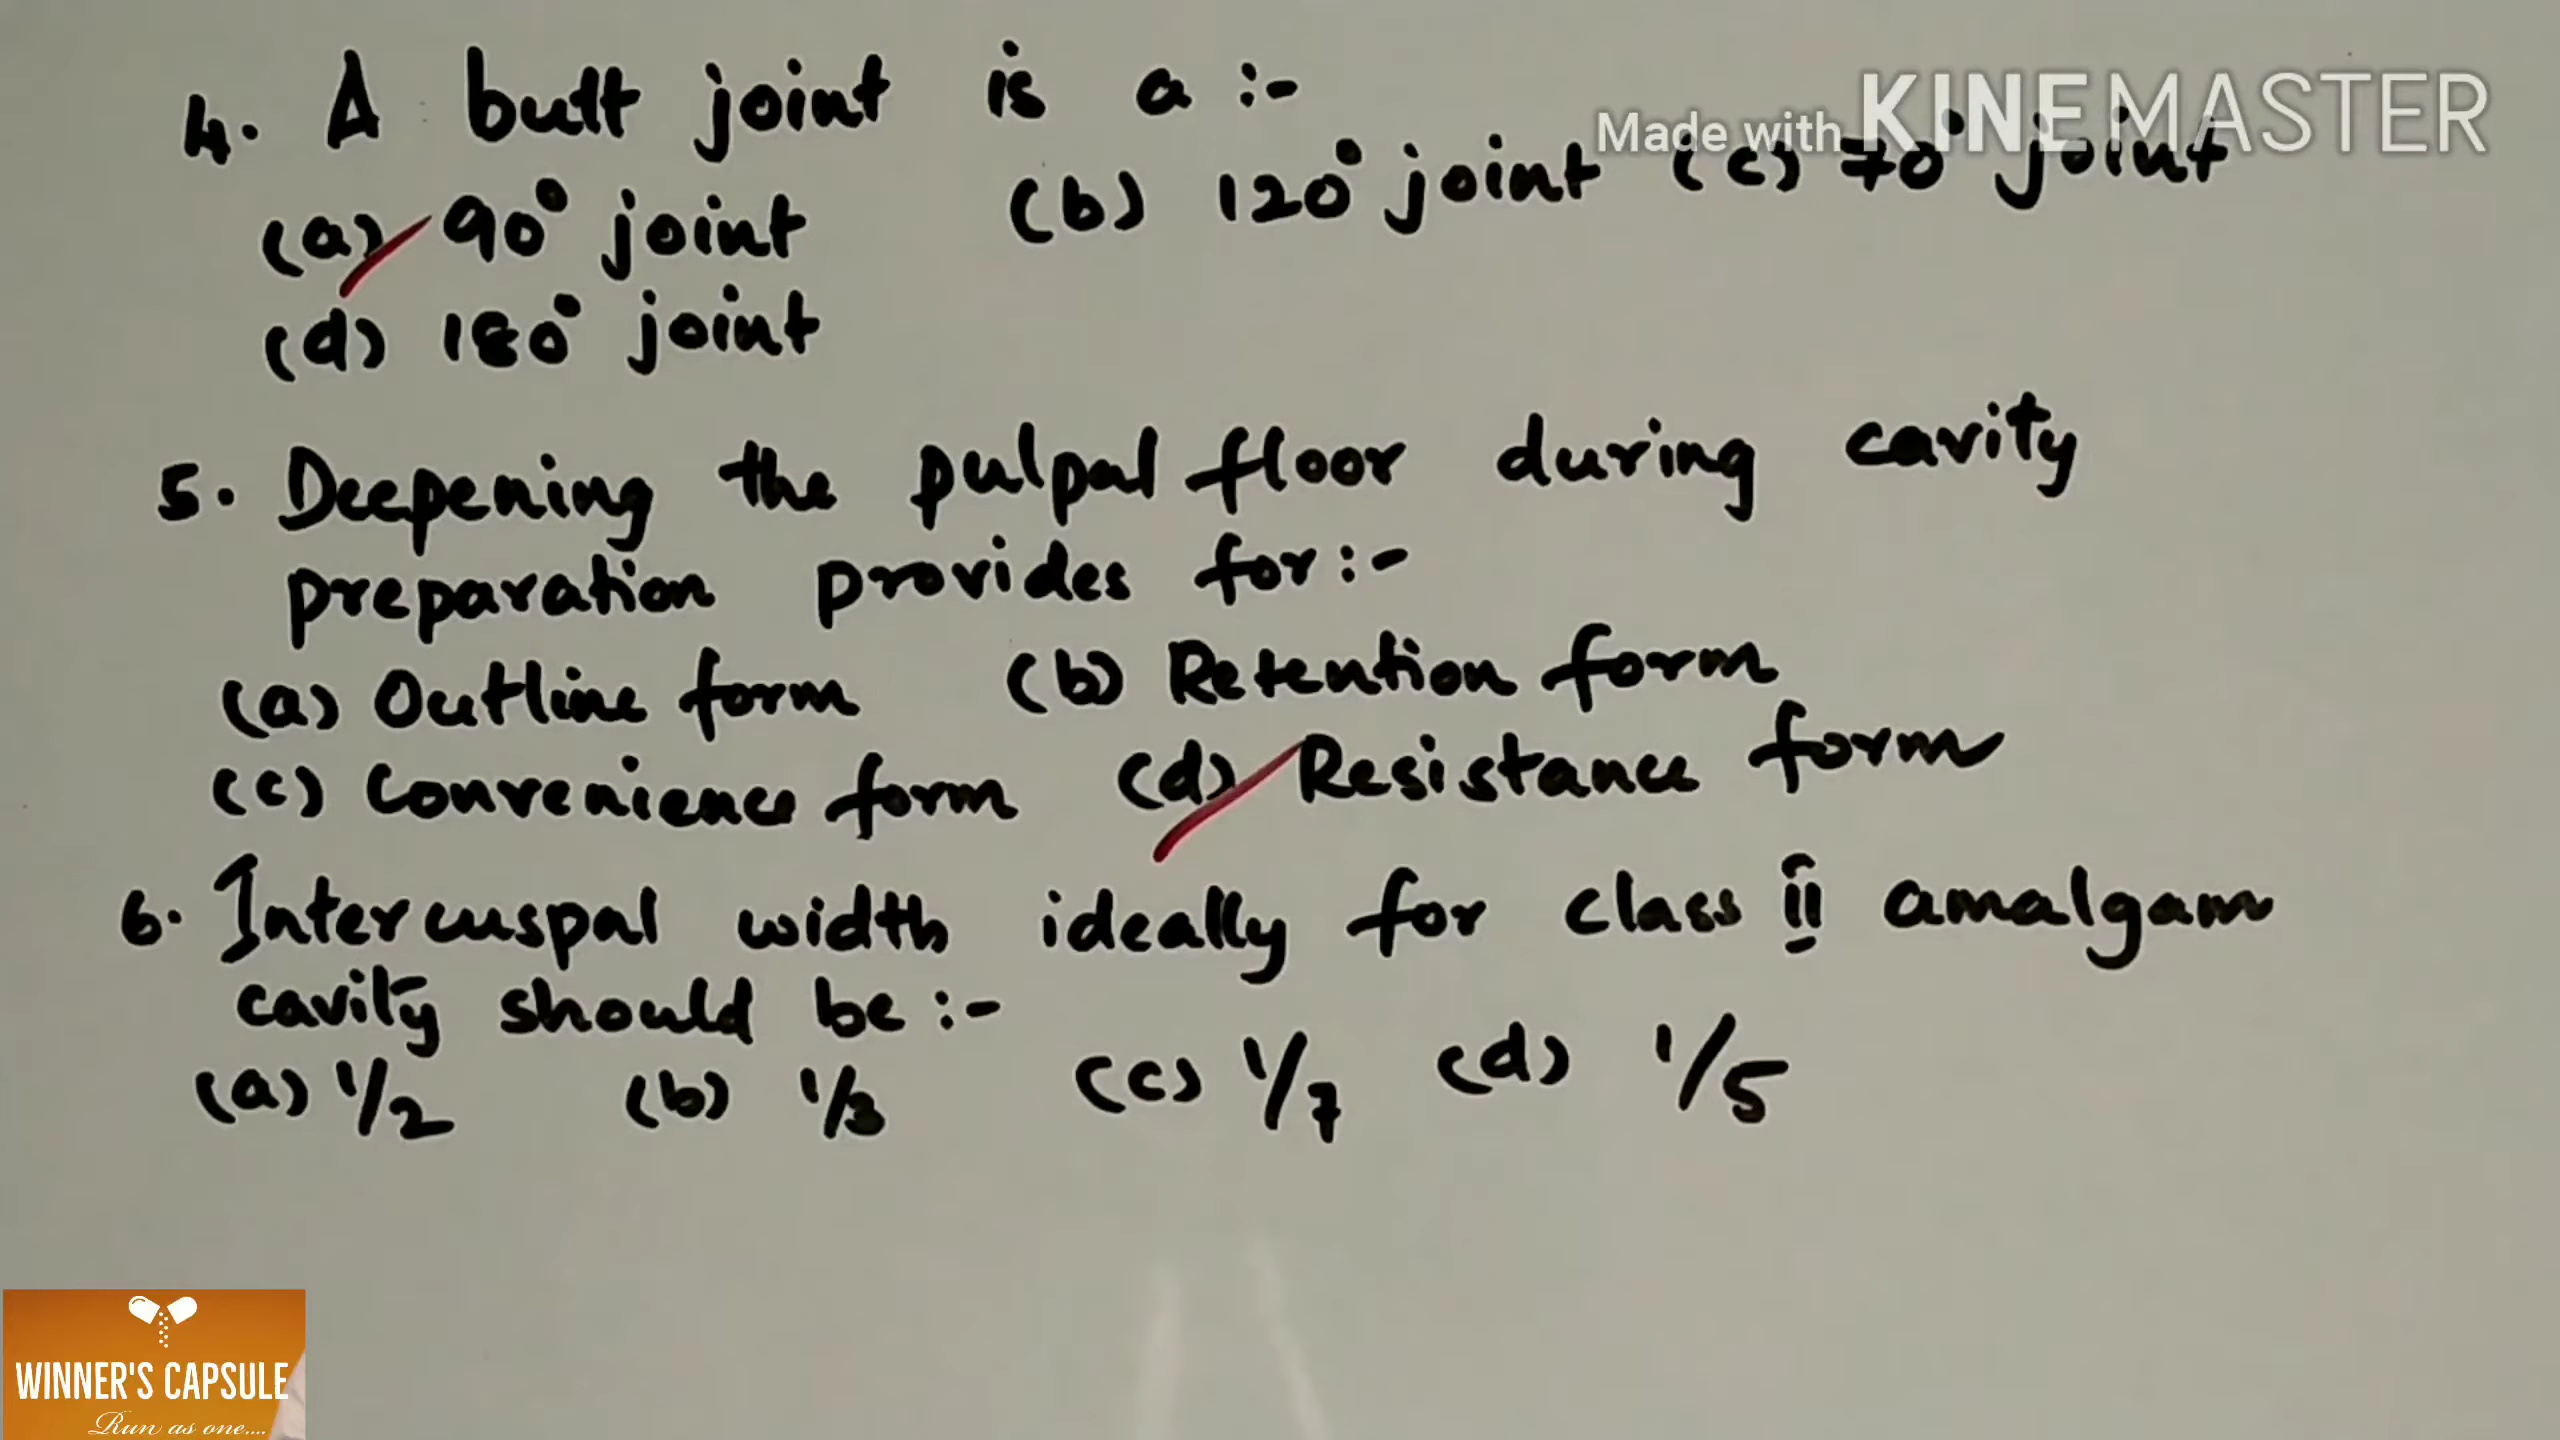 Made with KINEMASTER
4. A butt joint is a :-
(a) 90° joint (b) 120° joint (c) 70° joint
(d) 180° joint
5. Deepening the pulpal floor during cavity
preparation provides for :-
(a) Outline form (b) Retention form
(c) Convenience form (d) Resistance form
6. Intercuspal width ideally for class ii amalgam
cavity should be :-
(a) 1/2 (b) 1/3 (c) 1/7 (d) 1/5
WINNER'S CAPSULE
Run as one....